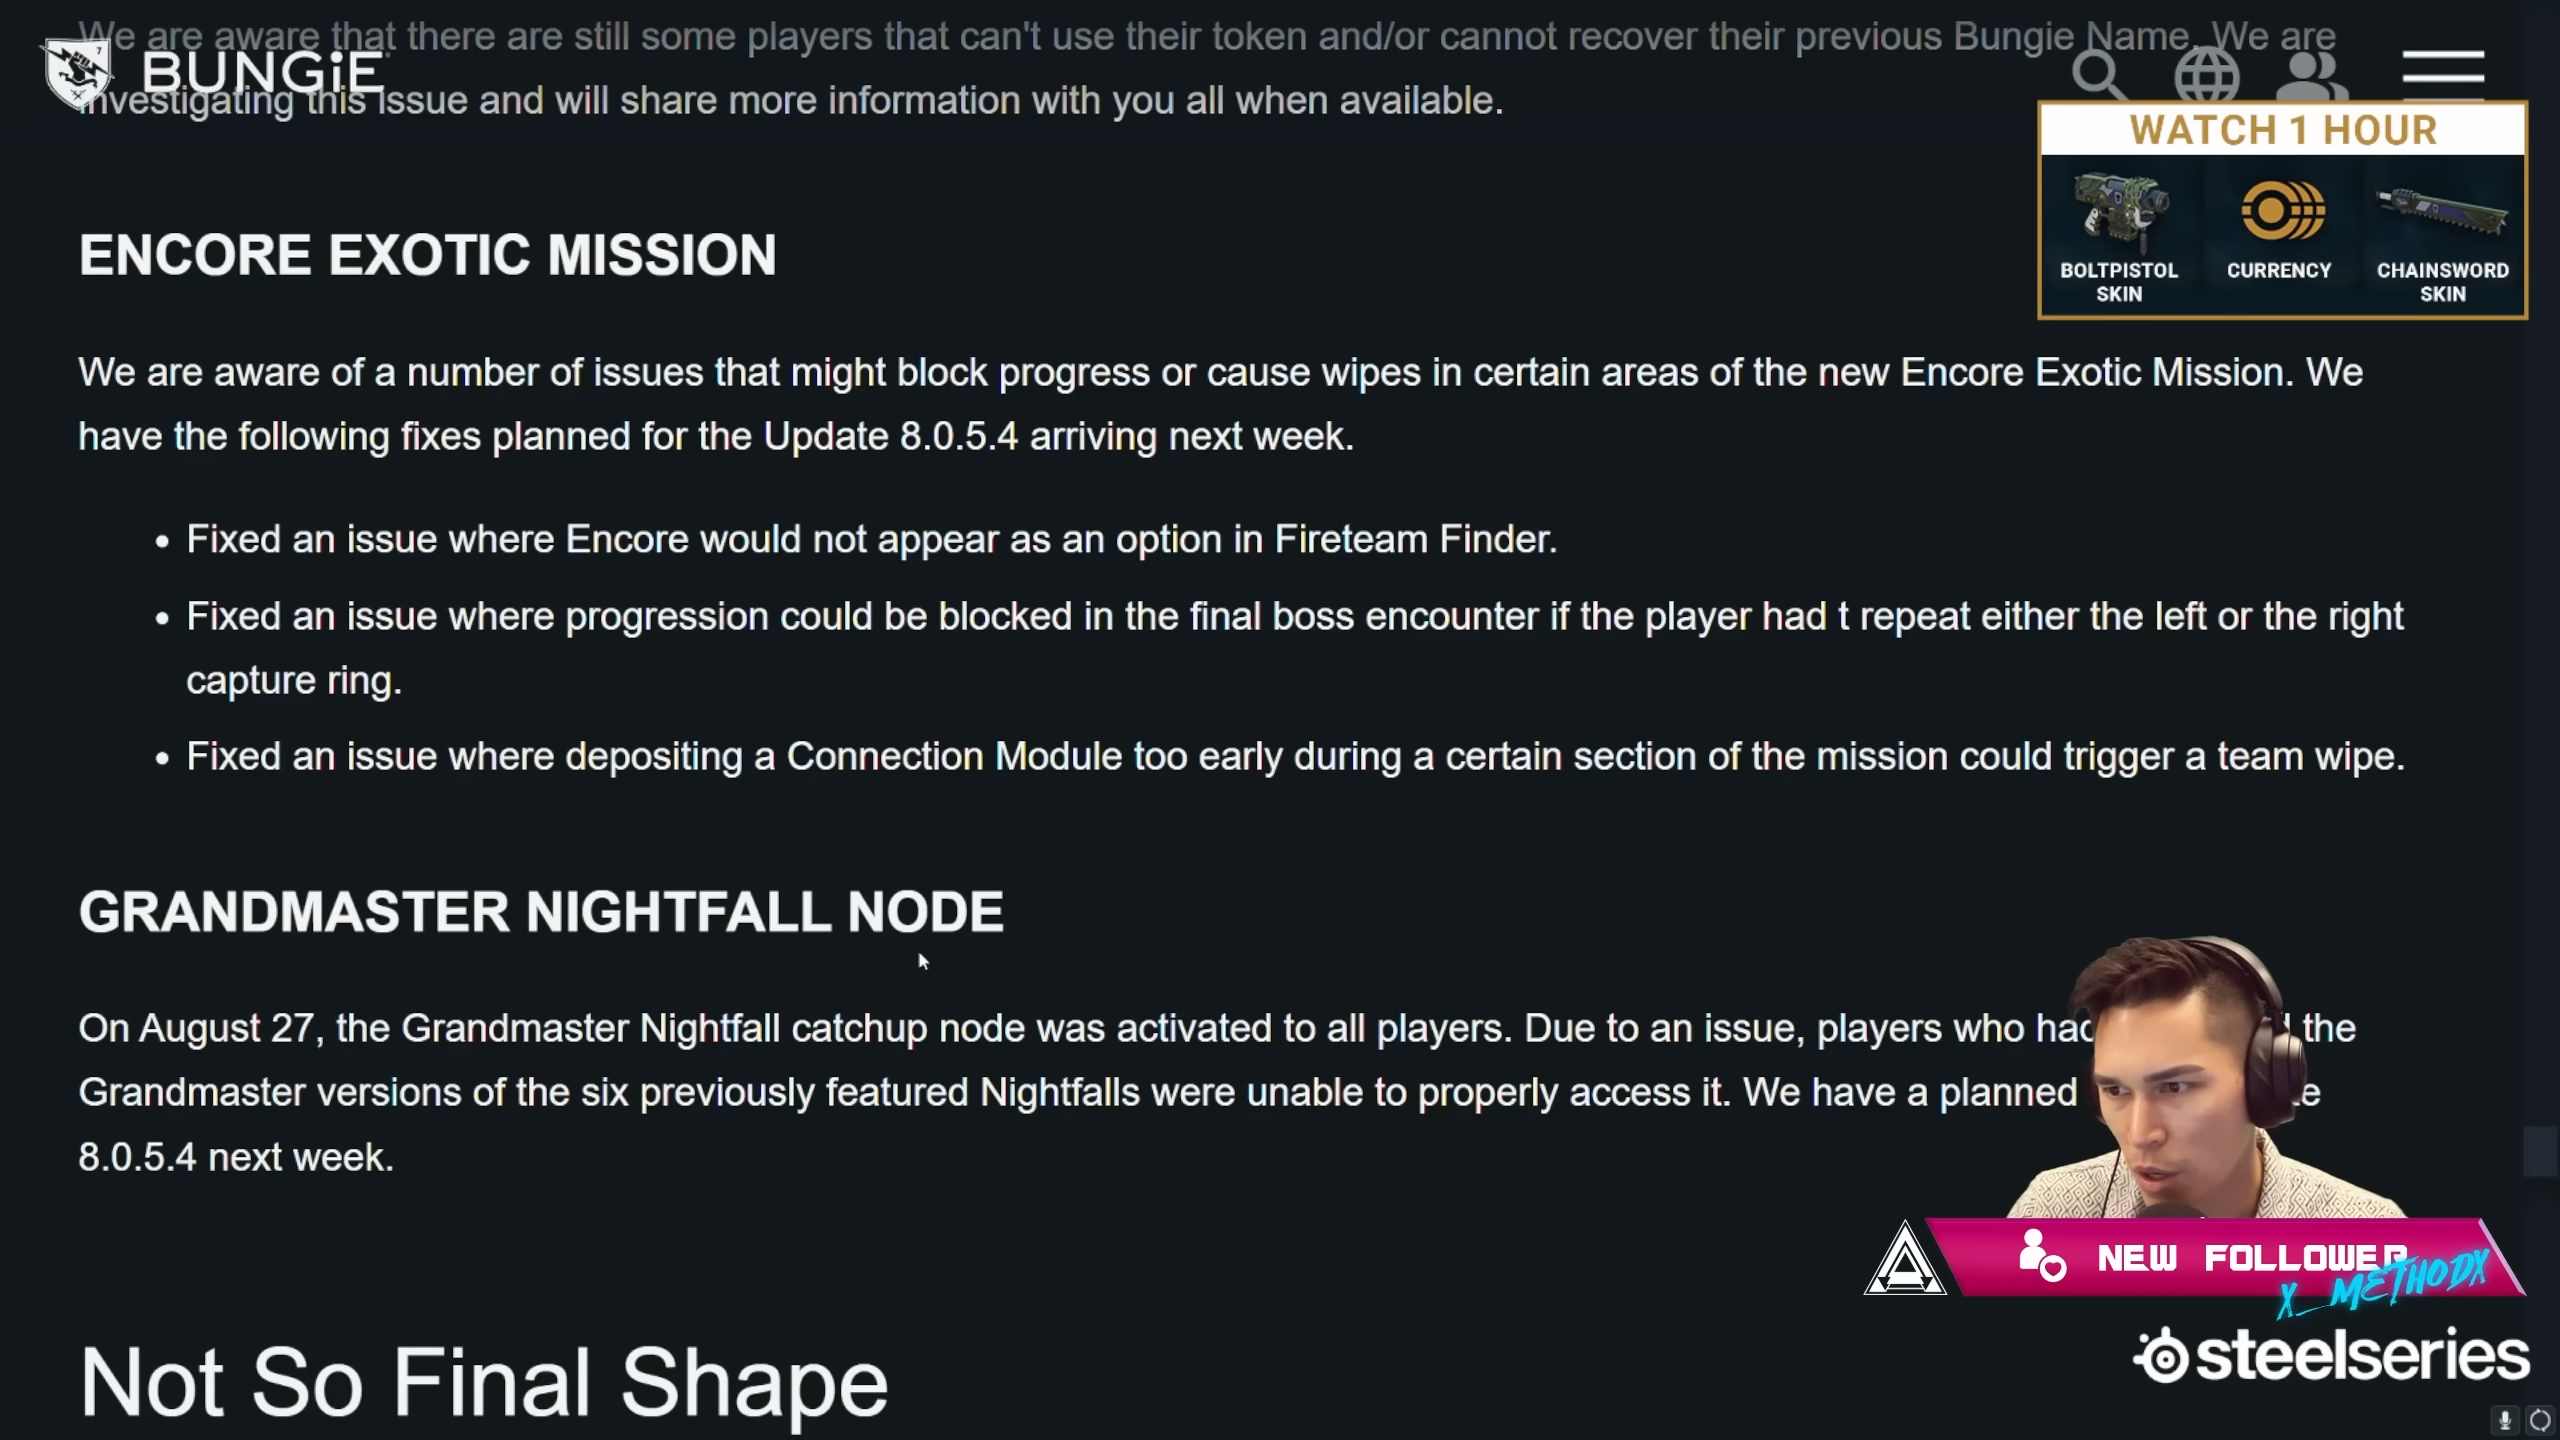 We are aware that there are still some players that can't use their token and/or cannot recover their previous Bungie Name. We are
BUNGiE
investigating this issue and will share more information with you all when available.
WATCH 1 HOUR
BOLTPISTOL SKIN
CURRENCY
CHAINSWORD SKIN
ENCORE EXOTIC MISSION
We are aware of a number of issues that might block progress or cause wipes in certain areas of the new Encore Exotic Mission. We
have the following fixes planned for the Update 8.0.5.4 arriving next week.
• Fixed an issue where Encore would not appear as an option in Fireteam Finder.
• Fixed an issue where progression could be blocked in the final boss encounter if the player had t repeat either the left or the right
capture ring.
• Fixed an issue where depositing a Connection Module too early during a certain section of the mission could trigger a team wipe.
GRANDMASTER NIGHTFALL NODE
On August 27, the Grandmaster Nightfall catchup node was activated to all players. Due to an issue, players who had the
Grandmaster versions of the six previously featured Nightfalls were unable to properly access it. We have a planned
8.0.5.4 next week.
NEW FOLLOWER
X_METHODX
Not So Final Shape
steelseries